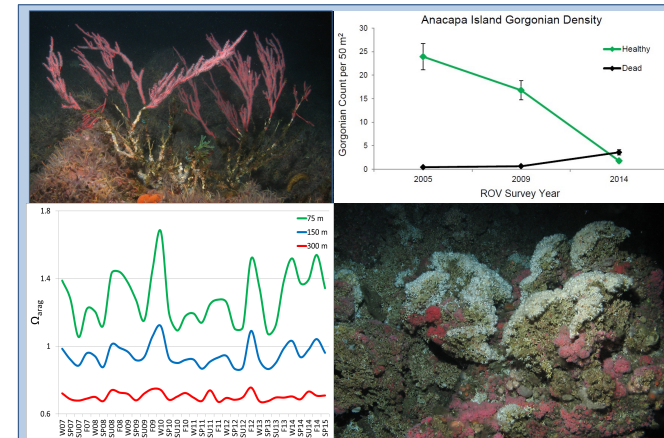 Anacapa Island Gorgonian Density
Gorgonian Count per 50 m²
30
25
20
15
10
5
0
Healthy
Dead
2005 2009 2014
ROV Survey Year
Ωarag
1.8
1.4
1
0.6
75 m
150 m
300 m
W07 SP07 SU07 F07 W08 SP08 SU08 F08 W09 SP09 SU09 F09 W10 SP10 SU10 F10 W11 SP11 SU11 F11 W12 SP12 SU12 F12 W13 SP13 SU13 F13 W14 SP14 SU14 F14 SP15